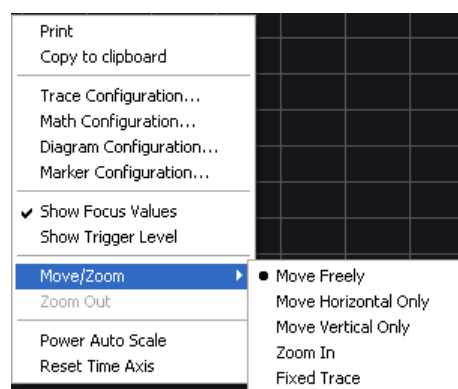 Print
Copy to clipboard
Trace Configuration...
Math Configuration...
Diagram Configuration...
Marker Configuration...
Show Focus Values
Show Trigger Level
Move/Zoom
Zoom Out
Power Auto Scale
Reset Time Axis
Move Freely
Move Horizontal Only
Move Vertical Only
Zoom In
Fixed Trace